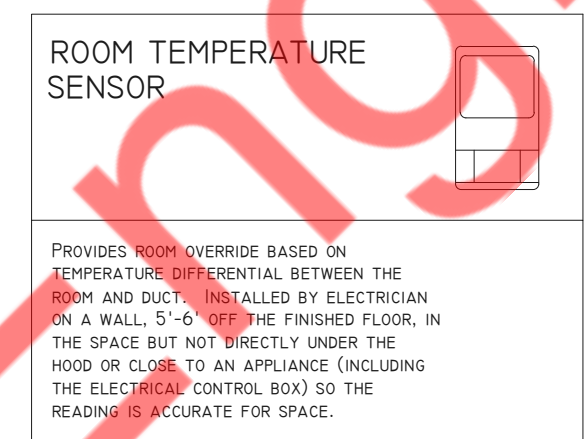 ROOM TEMPERATURE
SENSOR
PROVIDES ROOM OVERRIDE BASED ON
TEMPERATURE DIFFERENTIAL BETWEEN THE
ROOM AND DUCT. INSTALLED BY ELECTRICIAN
ON A WALL, 5'-6' OFF THE FINISHED FLOOR, IN
THE SPACE BUT NOT DIRECTLY UNDER THE
HOOD OR CLOSE TO AN APPLIANCE (INCLUDING
THE ELECTRICAL CONTROL BOX) SO THE
READING IS ACCURATE FOR SPACE.